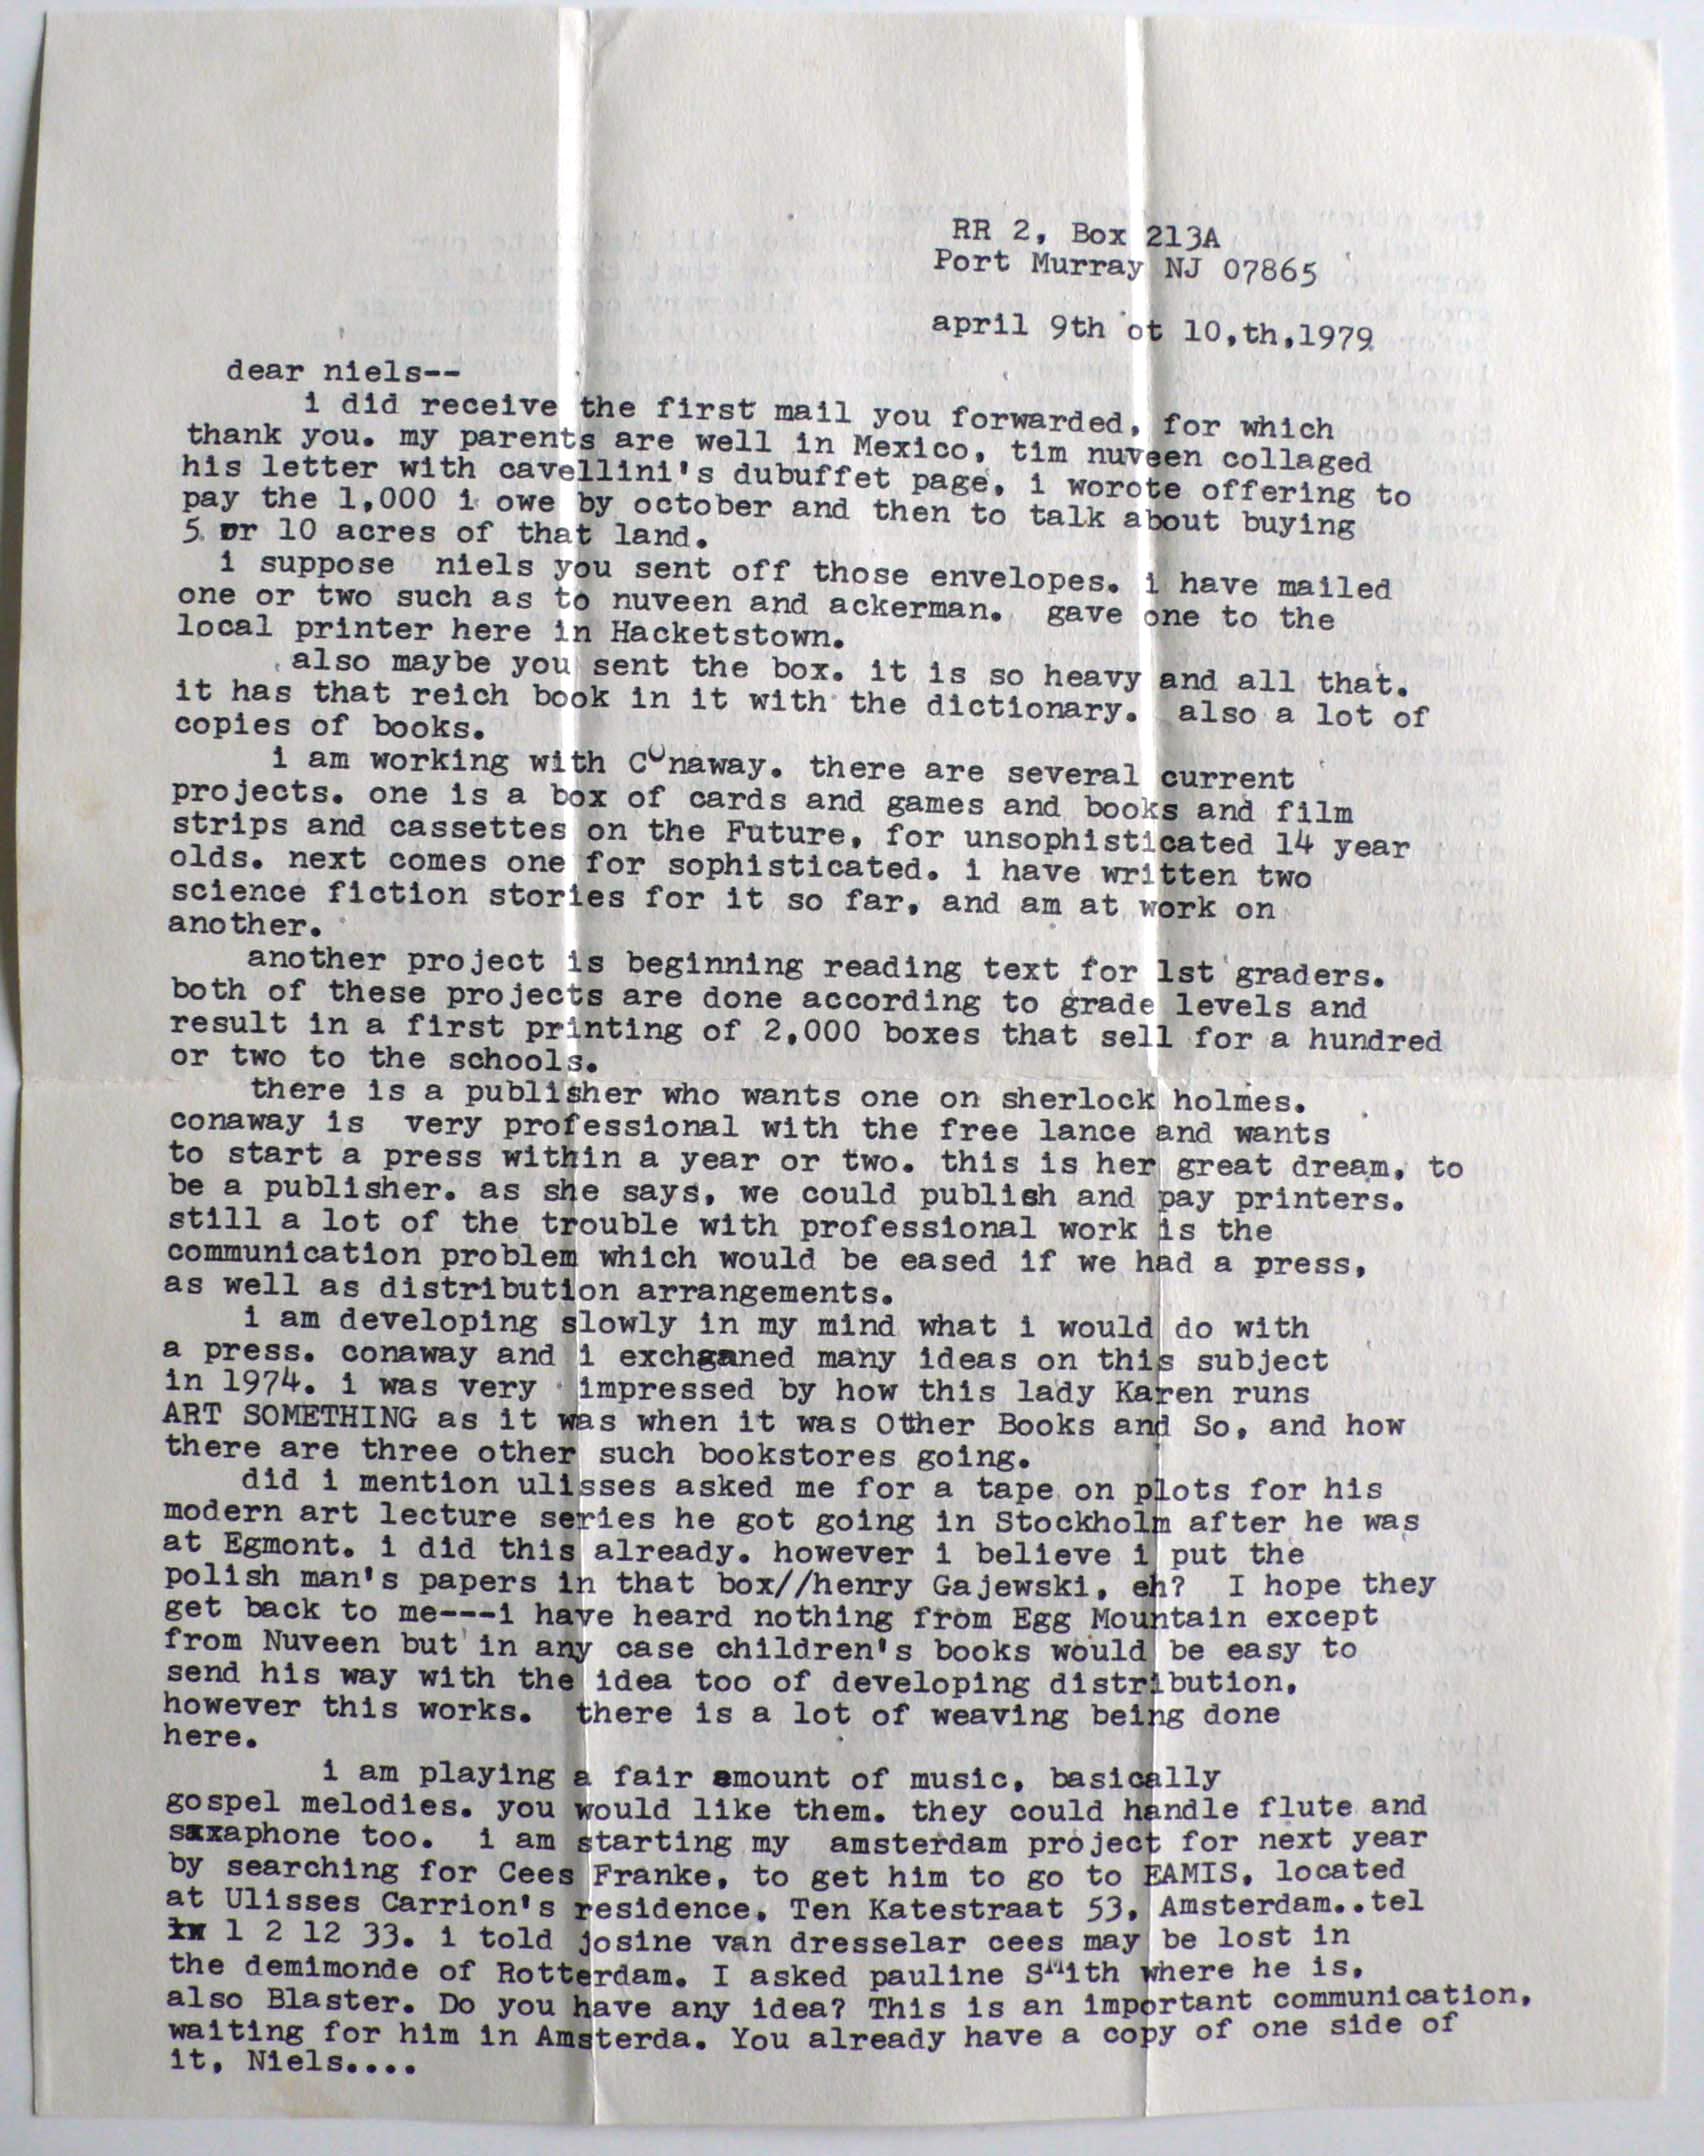 RR 2, Box 213A
Port Murray NJ 07865
april 9th ot 10,th,1979
dear niels--
i did receive the first mail you forwarded, for which
thank you. my parents are well in Mexico, tim nuveen collaged
his letter with cavellini's dubuffet page, i worote offering to
pay the 1,000 i owe by october and then to talk about buying
5 or 10 acres of that land.
i suppose niels you sent off those envelopes. i have mailed
one or two such as to nuveen and ackerman. gave one to the
local printer here in Hacketstown.
also maybe you sent the box. it is so heavy and all that.
it has that reich book in it with the dictionary. also a lot of
copies of books.
i am working with Conaway. there are several current
projects. one is a box of cards and games and books and film
strips and cassettes on the Future, for unsophisticated 14 year
olds. next comes one for sophisticated. i have written two
science fiction stories for it so far, and am at work on
another.
another project is beginning reading text for 1st graders.
both of these projects are done according to grade levels and
result in a first printing of 2,000 boxes that sell for a hundred
or two to the schools.
there is a publisher who wants one on sherlock holmes.
conaway is very professional with the free lance and wants
to start a press within a year or two. this is her great dream, to
be a publisher. as she says, we could publish and pay printers.
still a lot of the trouble with professional work is the
communication problem which would be eased if we had a press,
as well as distribution arrangements.
i am developing slowly in my mind what i would do with
a press. conaway and i exchganed many ideas on this subject
in 1974. i was very impressed by how this lady Karen runs
ART SOMETHING as it was when it was Other Books and So, and how
there are three other such bookstores going.
did i mention ulisses asked me for a tape on plots for his
modern art lecture series he got going in Stockholm after he was
at Egmont. i did this already. however i believe i put the
polish man's papers in that box//henry Gajewski, eh? I hope they
get back to me---i have heard nothing from Egg Mountain except
from Nuveen but in any case children's books would be easy to
send his way with the idea too of developing distribution,
however this works. there is a lot of weaving being done
here.
i am playing a fair amount of music, basically
gospel melodies. you would like them. they could handle flute and
saxaphone too. i am starting my amsterdam project for next year
by searching for Cees Franke, to get him to go to EAMIS, located
at Ulisses Carrion's residence, Ten Katestraat 53, Amsterdam..tel
1 2 12 33. i told josine van dresselar cees may be lost in
the demimonde of Rotterdam. I asked pauline SMith where he is,
also Blaster. Do you have any idea? This is an important communication,
waiting for him in Amsterda. You already have a copy of one side of
it, Niels....